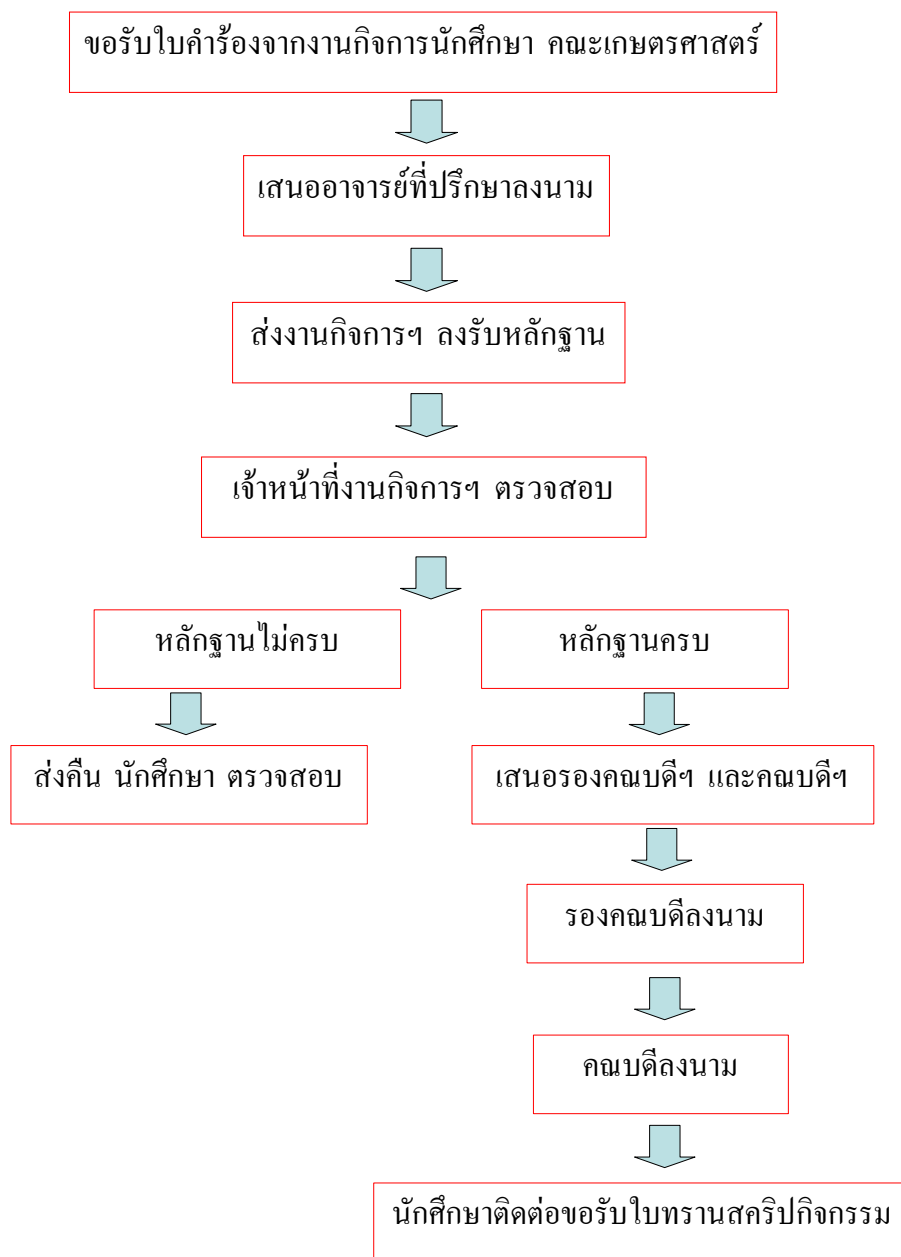 ขอรับใบคำร้องจากงานกิจการนักศึกษา คณะเกษตรศาสตร์
เสนออาจารย์ที่ปรึกษาลงนาม
ส่งงานกิจการฯ ลงรับหลักฐาน
เจ้าหน้าที่งานกิจการฯ ตรวจสอบ
หลักฐานไม่ครบ
หลักฐานครบ
ส่งคืน นักศึกษา ตรวจสอบ
เสนอรองคณบดีฯ และคณบดีฯ
รองคณบดีลงนาม
คณบดีลงนาม
นักศึกษาติดต่อขอรับใบทรานสคริปกิจกรรม